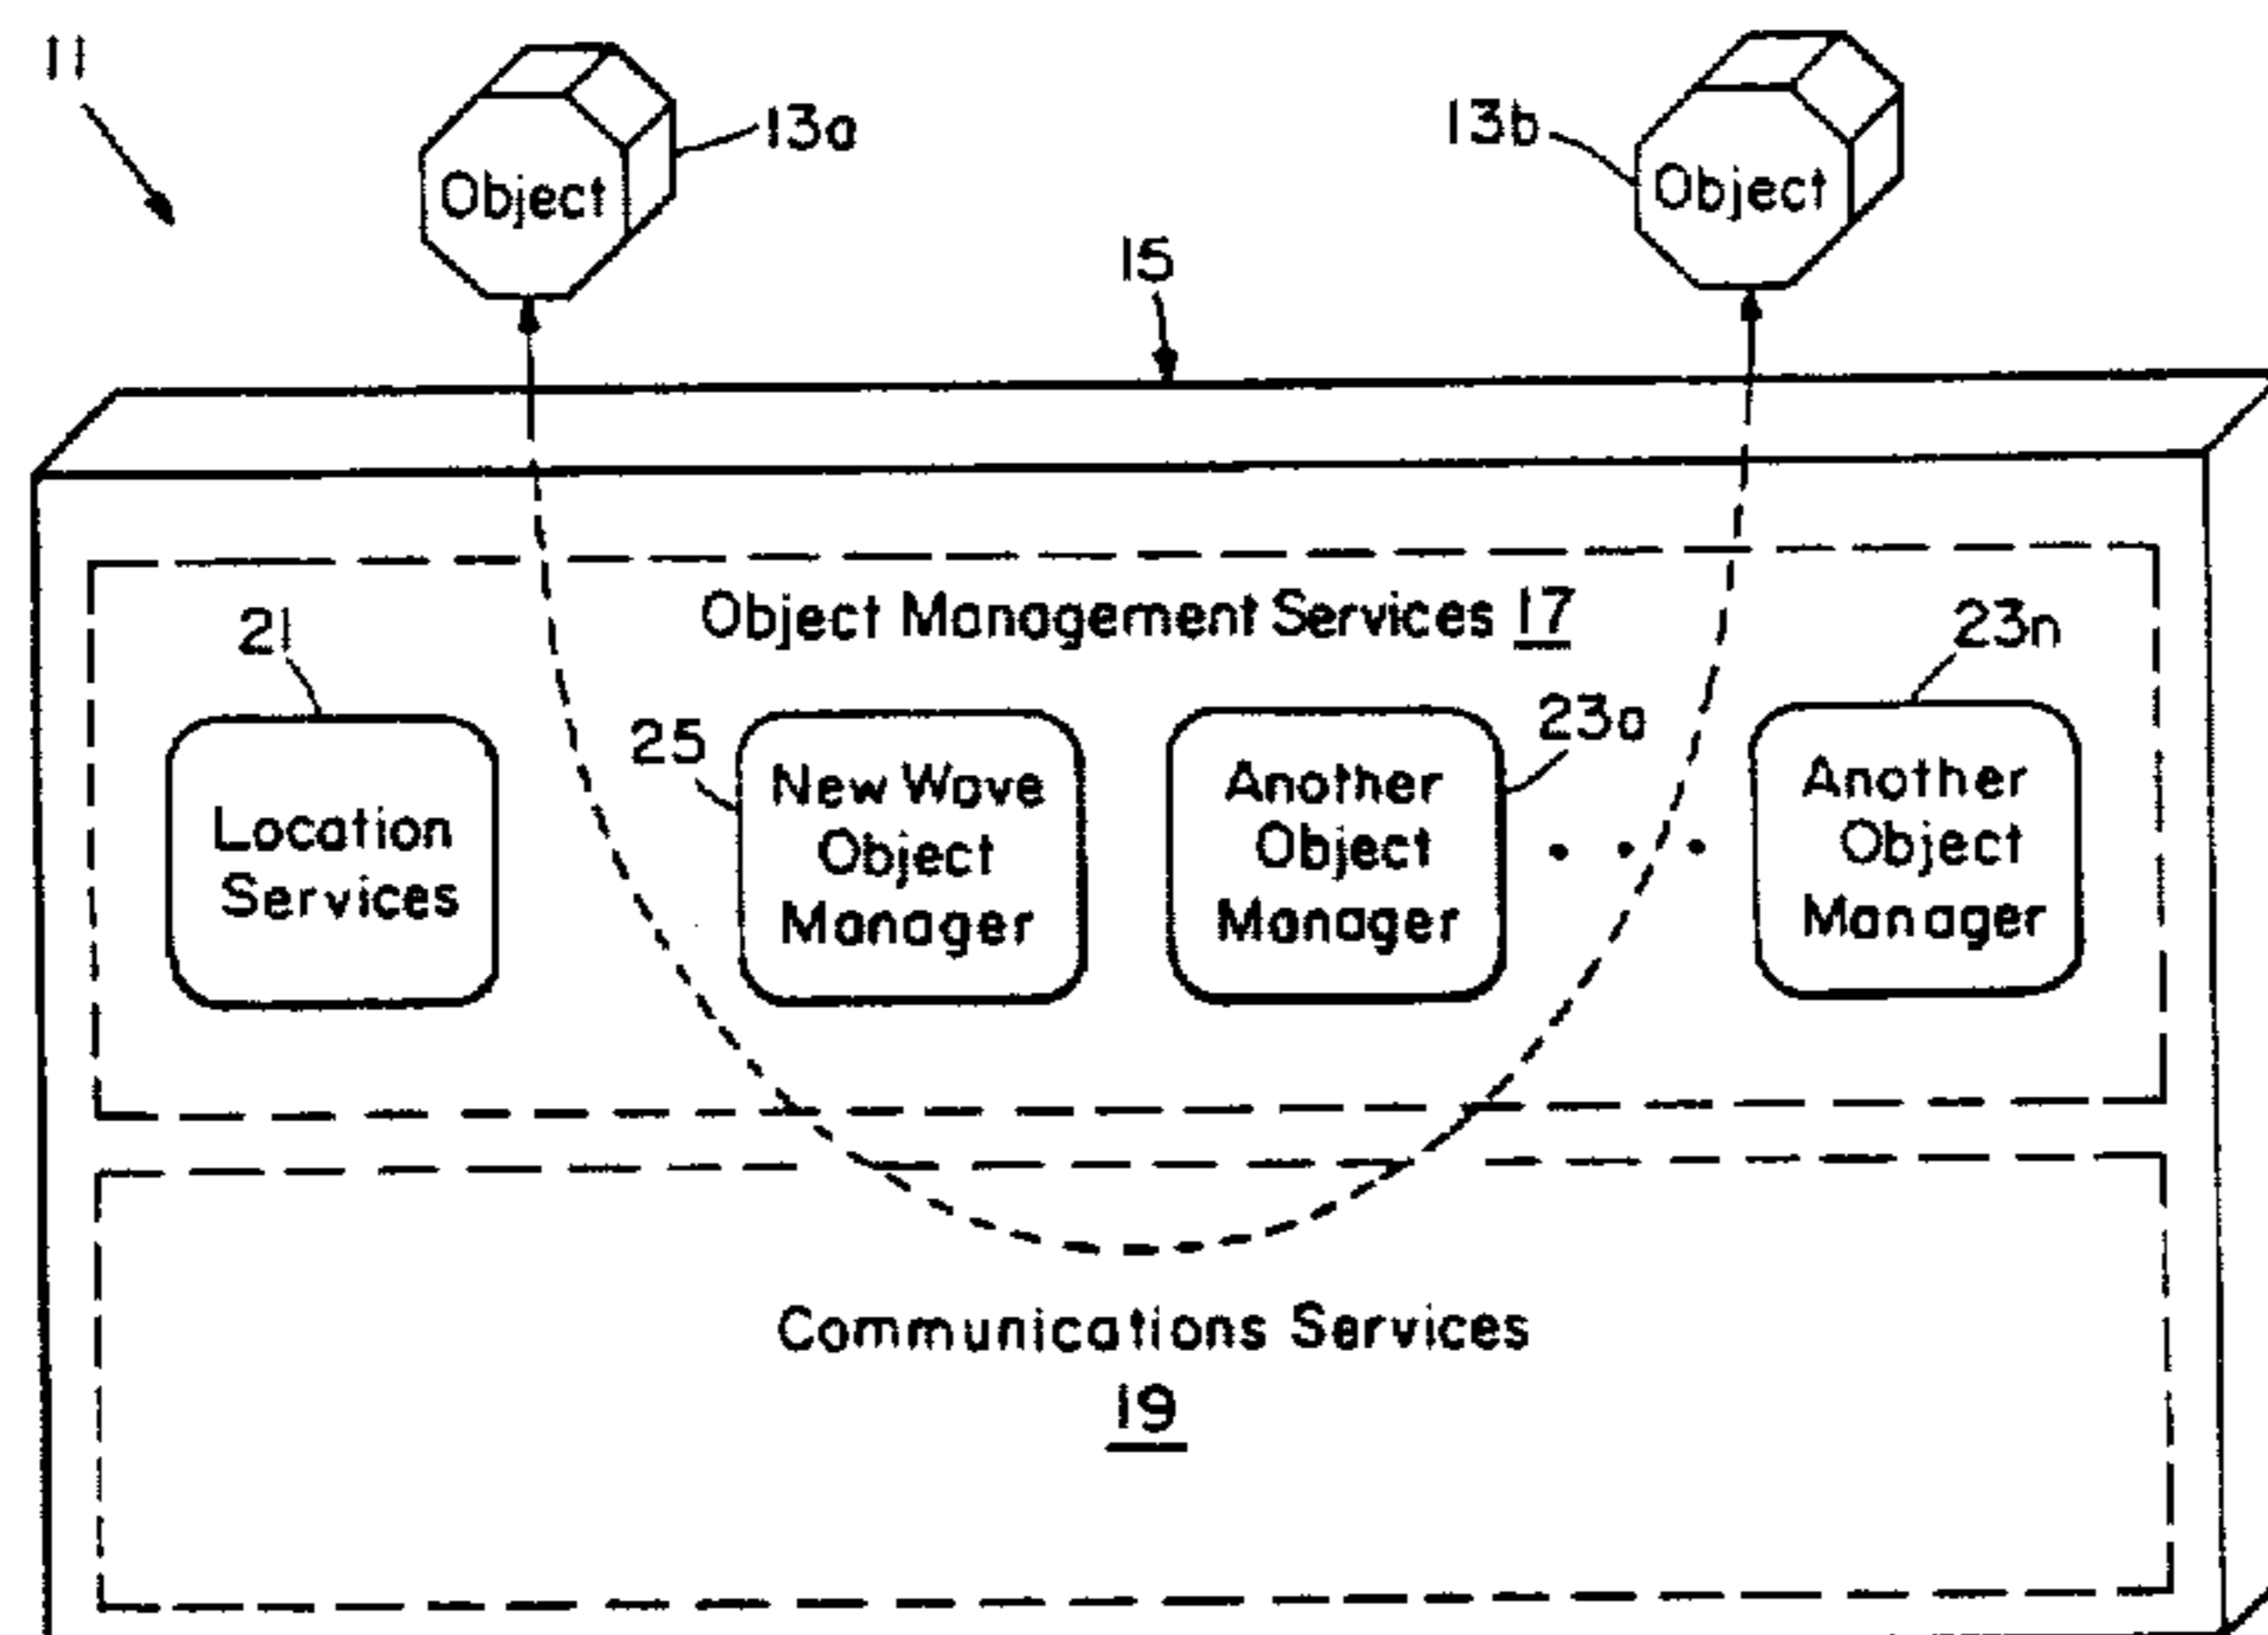 11
13a
13b
Object
Object
15
Object Management Services 17
21
23n
25
23a
Location
Services
New Wave
Object
Manager
Another
Object
Manager
. . .
Another
Object
Manager
Communications Services
19